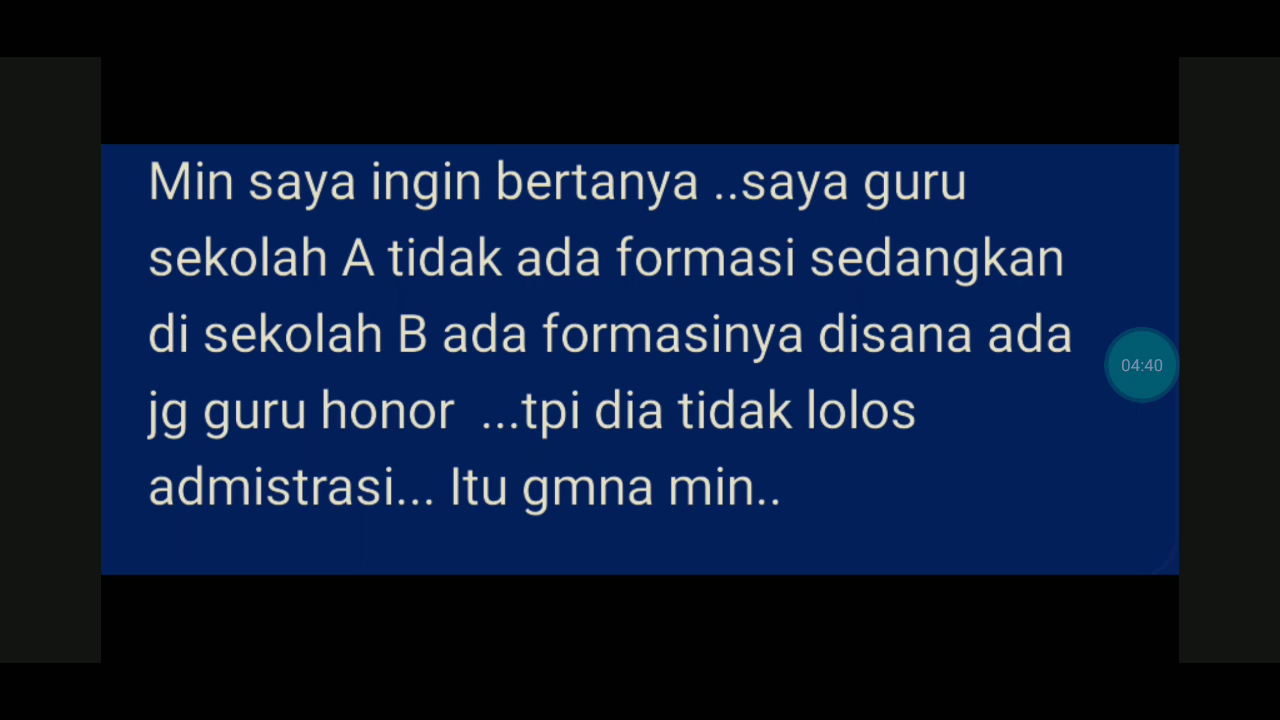 Min saya ingin bertanya ..saya guru
sekolah A tidak ada formasi sedangkan
di sekolah B ada formasinya disana ada
jg guru honor  ...tpi dia tidak lolos
admistrasi... Itu gmna min..
04:40